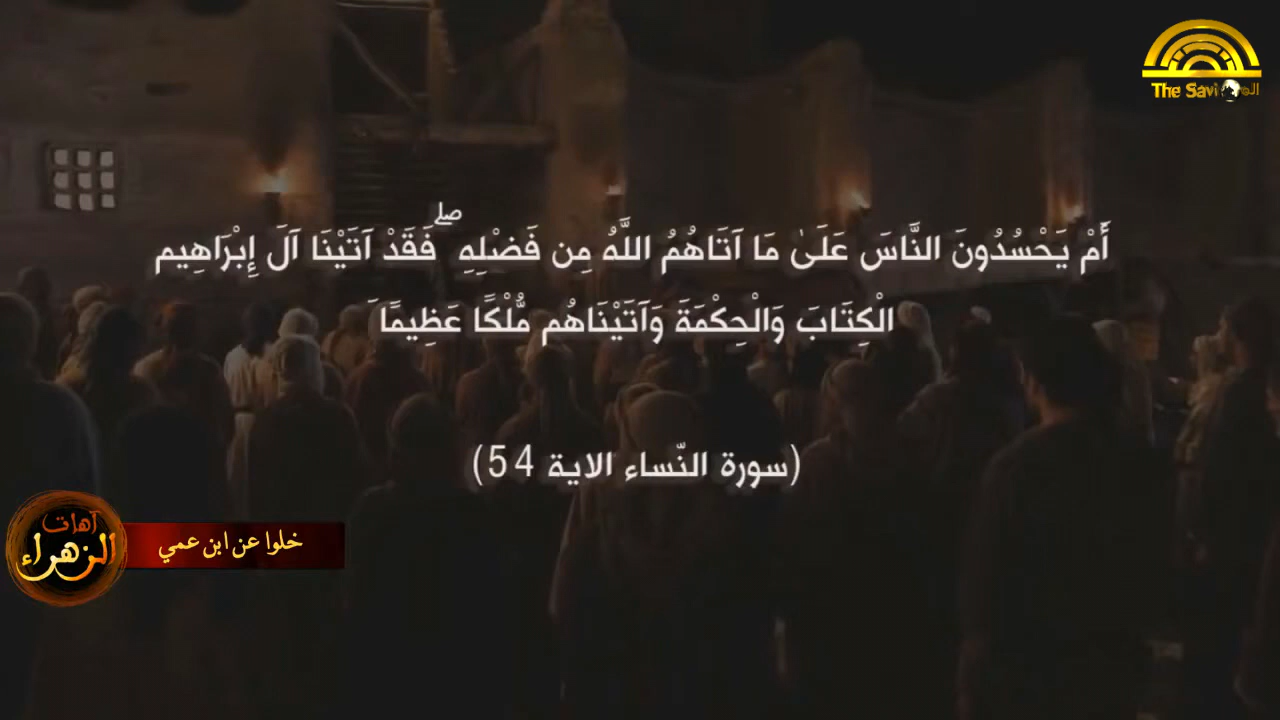 The Savi
أَمْ يَحْسُدُونَ النَّاسَ عَلَىٰ مَا آتَاهُمُ اللَّهُ مِن فَضْلِهِ ۖ فَقَدْ آتَيْنَا آلَ إِبْرَاهِيم
الْكِتَابَ وَالْحِكْمَةَ وَآتَيْنَاهُم مُّلْكًا عَظِيمًا َ
(سورة النّساء الاية 54)
آهات
الزهراء
خلوا عن ابن عمي